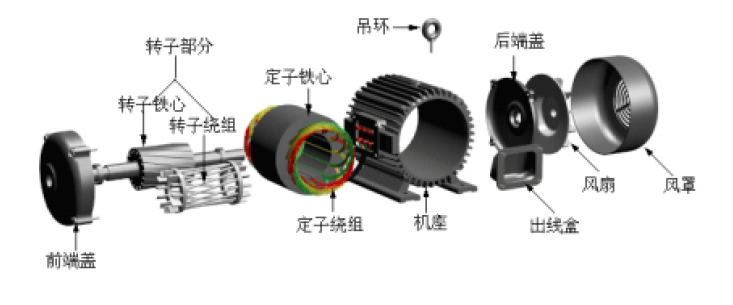 吊环
转子部分
后端盖
定子铁心
转子铁心
转子绕组
风扇
风罩
定子绕组
机座
出线盒
前端盖